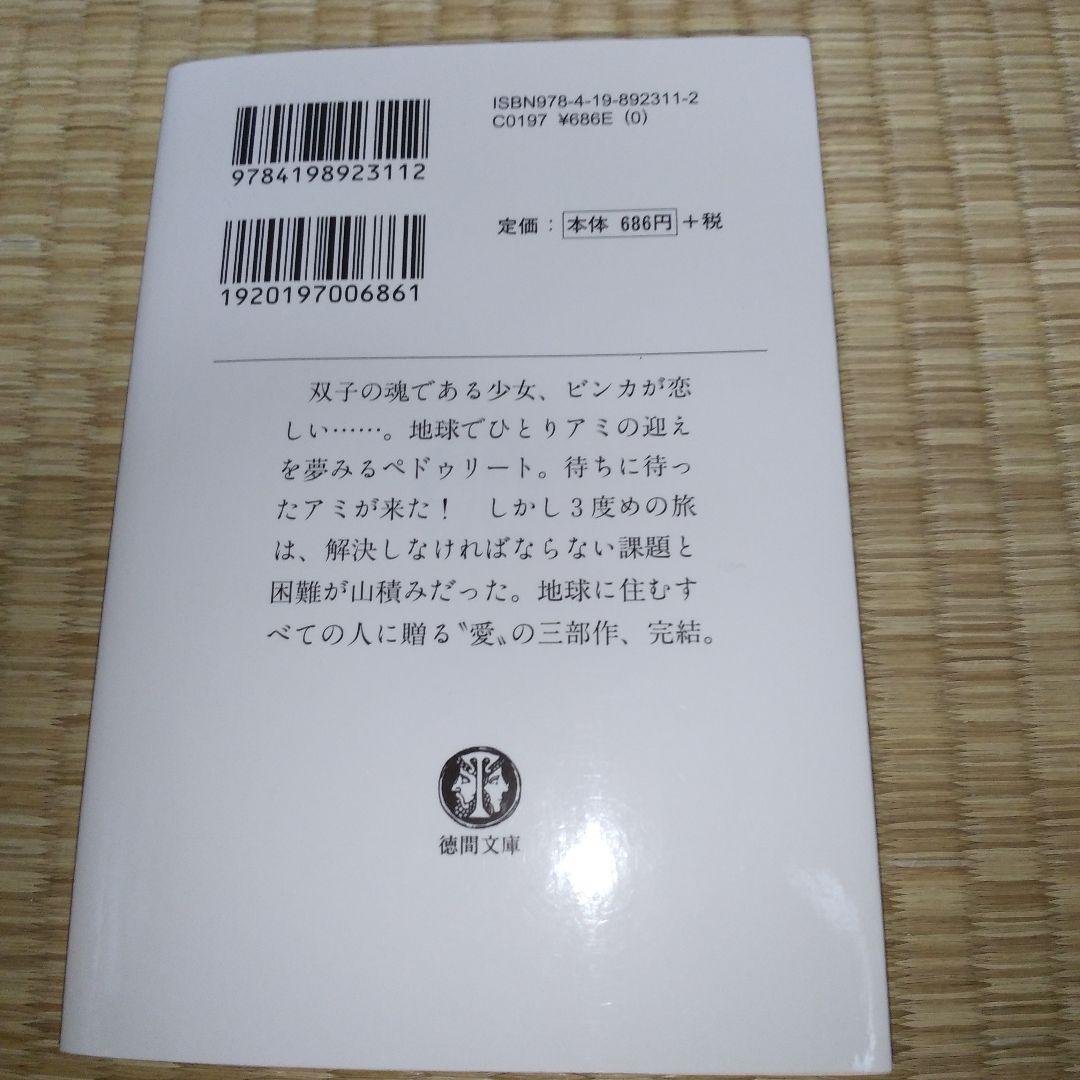 ISBN978-4-19-892311-2
C0197 ¥686E (0)
9784198923112
定価：本体 686円＋税
1920197006861
双子の魂である少女、ビンカが恋
しい……。地球でひとりアミの迎え
を夢みるペドゥリート。待ちに待っ
たアミが来た！　しかし３度めの旅
は、解決しなければならない課題と
困難が山積みだった。地球に住むす
べての人に贈る〝愛〟の三部作、完結。
徳間文庫